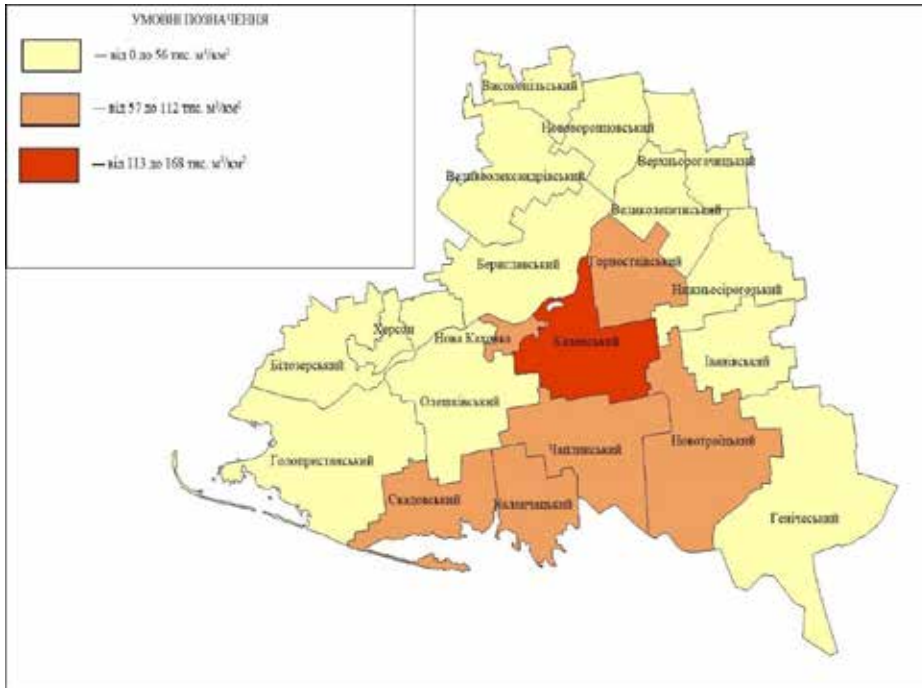 УМОВНІ ПОЗНАЧЕННЯ
— від 0 до 56 тис. м³/км²
— від 57 до 112 тис. м³/км²
— від 113 до 168 тис. м³/км²
Високопільський
Нововоронцовський
Верхньорогочицький
Великоолександрівський
Великолепетиський
Бериславський
Горностаївський
Нижньосірогозький
Херсон
Нова Каховка
Каховський
Іванівський
Білозерський
Олешківський
Голопристанський
Чаплинський
Новотроїцький
Скадовський
Каланчацький
Генічеський